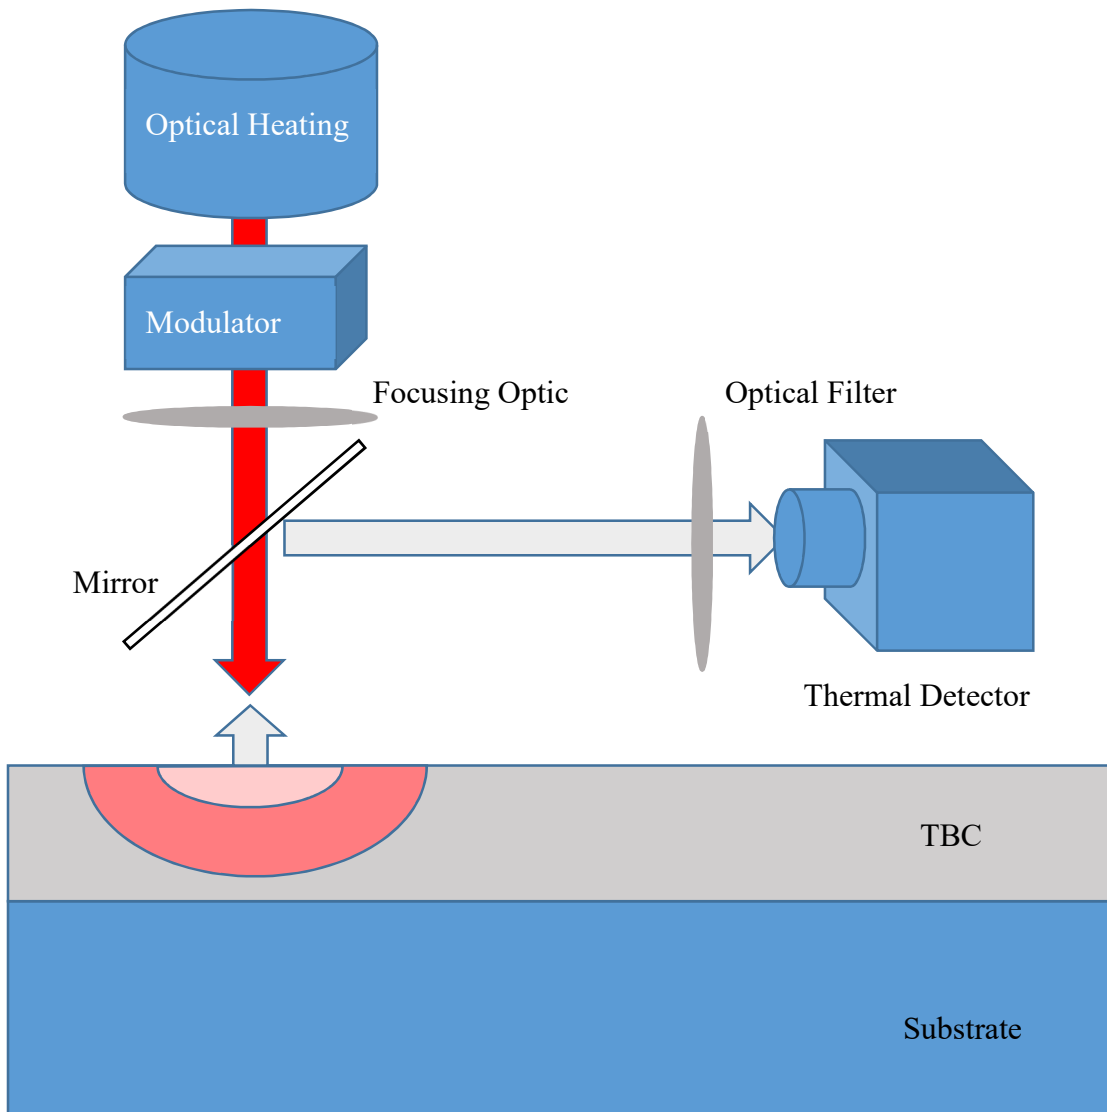 Optical Heating
Modulator
Focusing Optic
Optical Filter
Mirror
Thermal Detector
TBC
Substrate